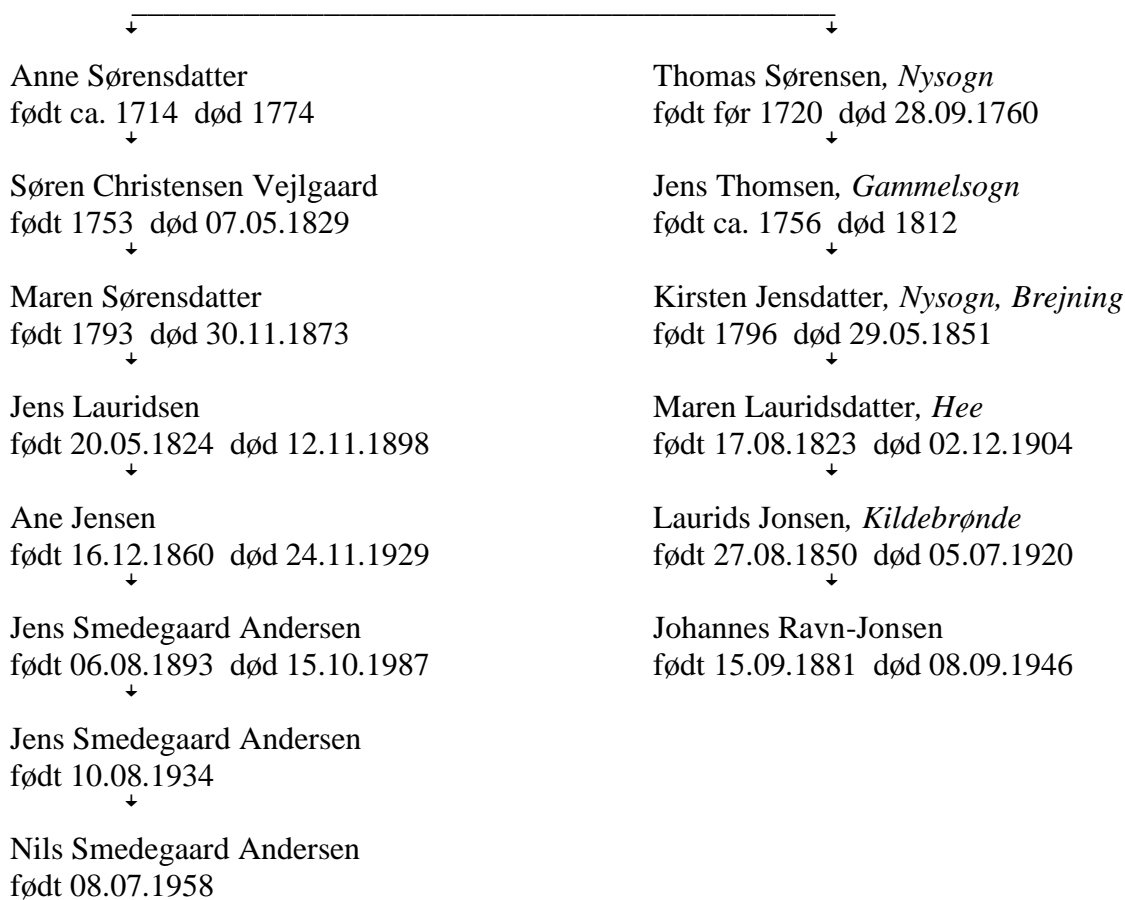 Anne Sørensdatter
født ca. 1714 død 1774
Søren Christensen Vejlgaard
født 1753 død 07.05.1829
Maren Sørensdatter
født 1793 død 30.11.1873
Jens Lauridsen
født 20.05.1824 død 12.11.1898
Ane Jensen
født 16.12.1860 død 24.11.1929
Jens Smedegaard Andersen
født 06.08.1893 død 15.10.1987
Jens Smedegaard Andersen
født 10.08.1934
Nils Smedegaard Andersen
født 08.07.1958
Thomas Sørensen, Nysogn
født før 1720 død 28.09.1760
Jens Thomsen, Gammelsogn
født ca. 1756 død 1812
Kirsten Jensdatter, Nysogn, Brejning
født 1796 død 29.05.1851
Maren Lauridsdatter, Hee
født 17.08.1823 død 02.12.1904
Laurids Jonsen, Kildebrønde
født 27.08.1850 død 05.07.1920
Johannes Ravn-Jonsen
født 15.09.1881 død 08.09.1946